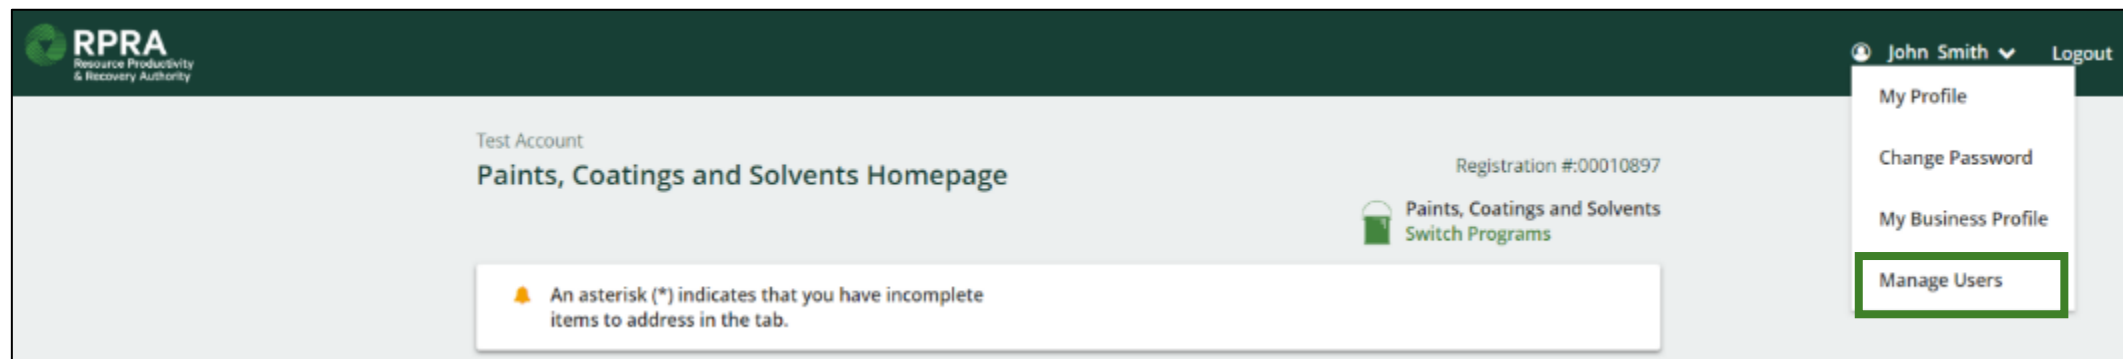 RPRA
Resource Productivity
& Recovery Authority
John Smith
Logout
My Profile
Change Password
My Business Profile
Manage Users
Test Account
Paints, Coatings and Solvents Homepage
Registration #:00010897
Paints, Coatings and Solvents
Switch Programs
An asterisk (*) indicates that you have incomplete
items to address in the tab.